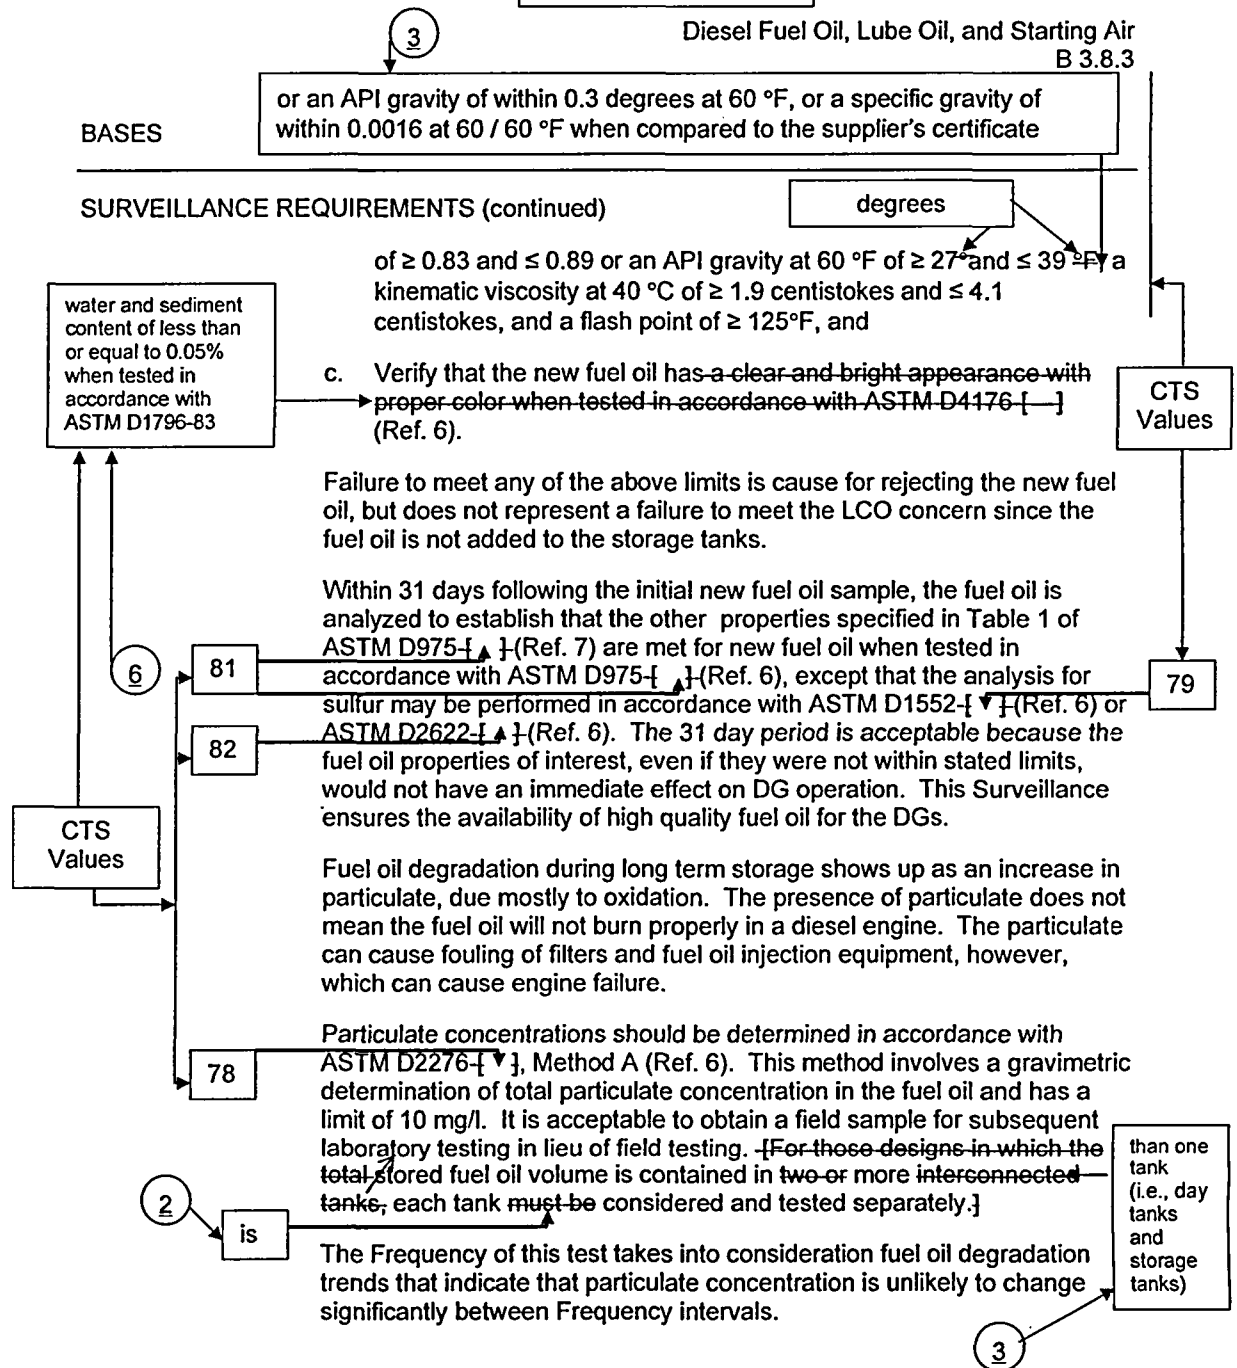 3
Diesel Fuel Oil, Lube Oil, and Starting Air
B 3.8.3
or an API gravity of within 0.3 degrees at 60 °F, or a specific gravity of
within 0.0016 at 60 / 60 °F when compared to the supplier's certificate
BASES
SURVEILLANCE REQUIREMENTS (continued)
degrees
of ≥ 0.83 and ≤ 0.89 or an API gravity at 60 °F of ≥ 27° and ≤ 39 °F, a
kinematic viscosity at 40 °C of ≥ 1.9 centistokes and ≤ 4.1
centistokes, and a flash point of ≥ 125°F, and
water and sediment
content of less than
or equal to 0.05%
when tested in
accordance with
ASTM D1796-83
c. Verify that the new fuel oil has a clear and bright appearance with
proper color when tested in accordance with ASTM D4176-[ ]
(Ref. 6).
CTS
Values
Failure to meet any of the above limits is cause for rejecting the new fuel
oil, but does not represent a failure to meet the LCO concern since the
fuel oil is not added to the storage tanks.
Within 31 days following the initial new fuel oil sample, the fuel oil is
analyzed to establish that the other properties specified in Table 1 of
ASTM D975-[ ] (Ref. 7) are met for new fuel oil when tested in
accordance with ASTM D975-[ ] (Ref. 6), except that the analysis for
sulfur may be performed in accordance with ASTM D1552-[ ] (Ref. 6) or
ASTM D2622-[ ] (Ref. 6). The 31 day period is acceptable because the
fuel oil properties of interest, even if they were not within stated limits,
would not have an immediate effect on DG operation. This Surveillance
ensures the availability of high quality fuel oil for the DGs.
6
81
79
82
CTS
Values
Fuel oil degradation during long term storage shows up as an increase in
particulate, due mostly to oxidation. The presence of particulate does not
mean the fuel oil will not burn properly in a diesel engine. The particulate
can cause fouling of filters and fuel oil injection equipment, however,
which can cause engine failure.
78
Particulate concentrations should be determined in accordance with
ASTM D2276-[ ], Method A (Ref. 6). This method involves a gravimetric
determination of total particulate concentration in the fuel oil and has a
limit of 10 mg/l. It is acceptable to obtain a field sample for subsequent
laboratory testing in lieu of field testing. [For those designs in which the
total stored fuel oil volume is contained in two or more interconnected
tanks, each tank must be considered and tested separately.]
than one
tank
(i.e., day
tanks
and
storage
tanks)
2
is
The Frequency of this test takes into consideration fuel oil degradation
trends that indicate that particulate concentration is unlikely to change
significantly between Frequency intervals.
3